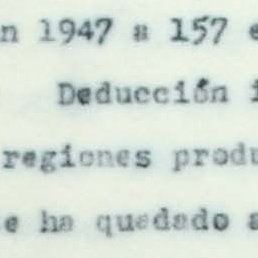 n 1947 a 157 e
Deducción i
regiones produ
e ha quedado a